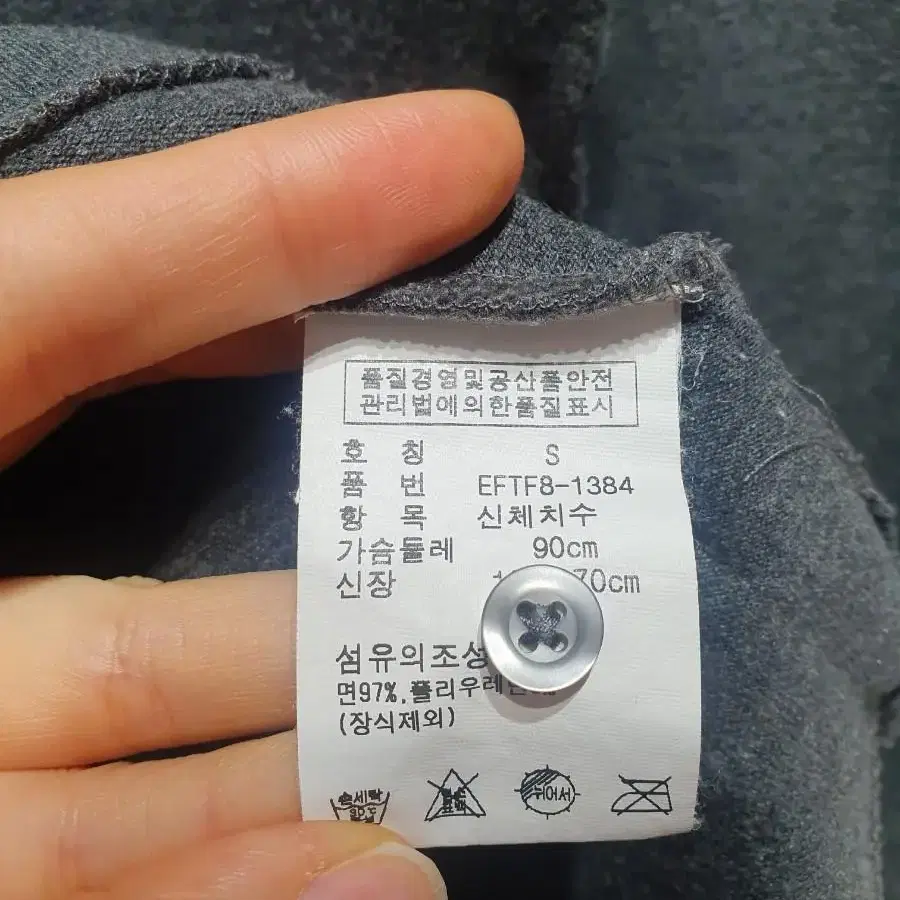 품질경영및공산품안전
관리법에의한품질표시
호 칭 S
품 번 EFTF8-1384
항 목 신체치수
가슴둘레 90cm
신장 70cm
섬유의조성
면97%,폴리우레
(장식제외)
손세탁
뉘어서